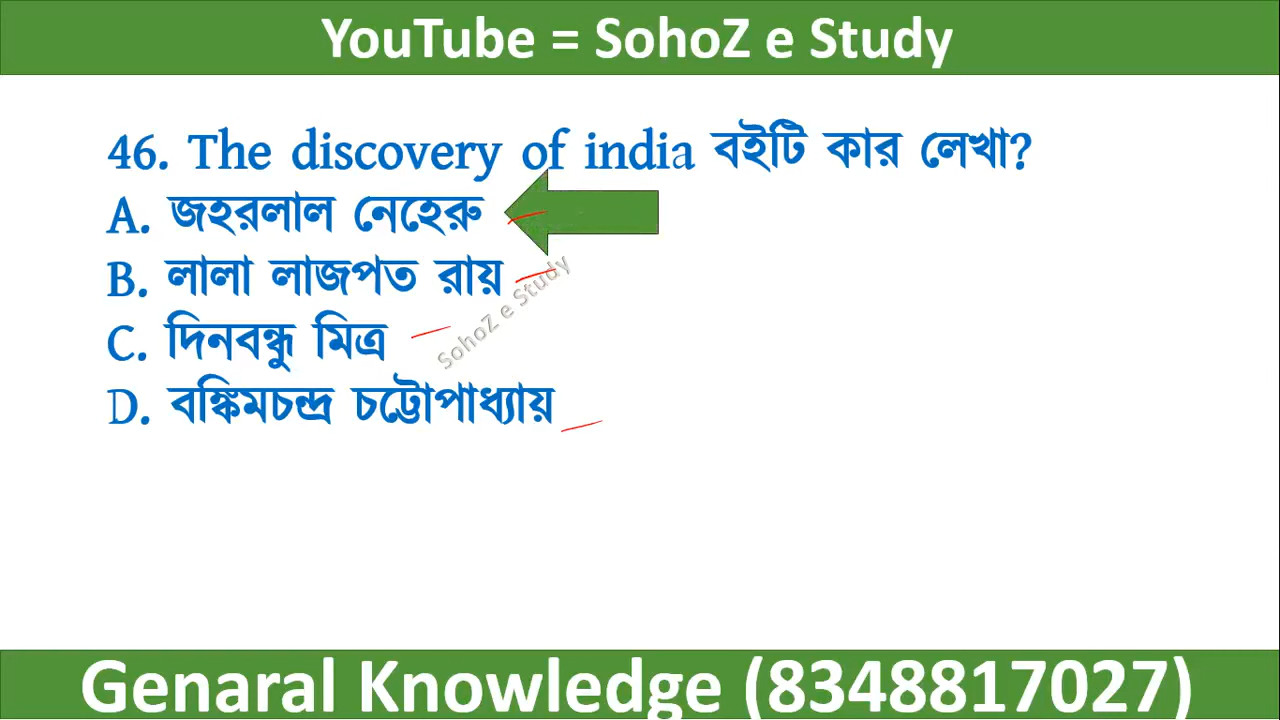 YouTube = SohoZ e Study
46. The discovery of india বইটি কার লেখা?
A. জহরলাল নেহেরু
B. লালা লাজপত রায়
C. দিনবন্ধু মিত্র
D. বঙ্কিমচন্দ্র চট্টোপাধ্যায়
SohoZ e Study
Genaral Knowledge (8348817027)